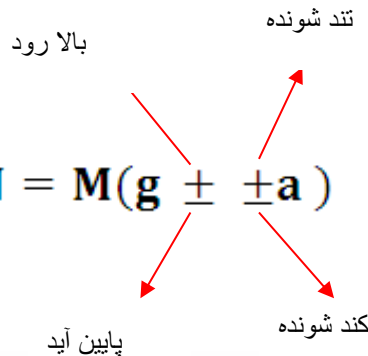 تند شونده
بالا رود
= M(g ± ±a )
کند شونده
پایین آید